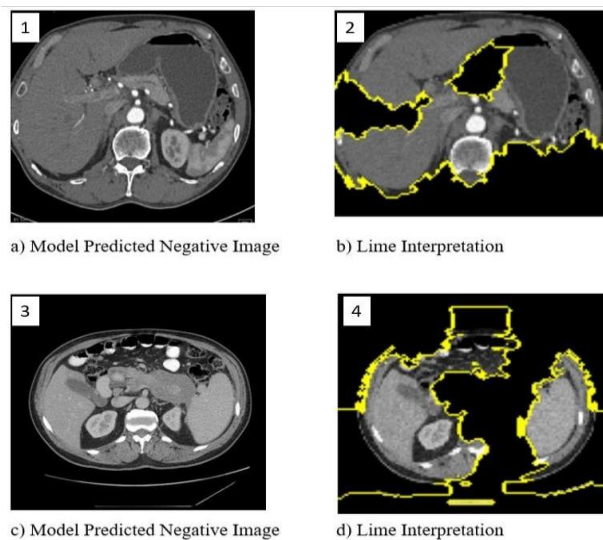 1
2
a) Model Predicted Negative Image
b) Lime Interpretation
3
4
c) Model Predicted Negative Image
d) Lime Interpretation